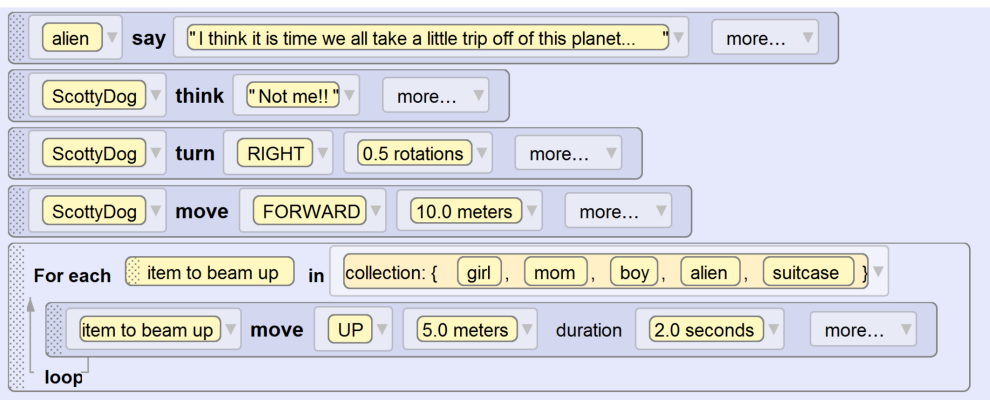 alien say "I think it is time we all take a little trip off of this planet... " more...
ScottyDog think "Not me!!" more...
ScottyDog turn RIGHT 0.5 rotations more...
ScottyDog move FORWARD 10.0 meters more...
For each item to beam up in collection: { girl , mom , boy , alien , suitcase }
item to beam up move UP 5.0 meters duration 2.0 seconds more...
loop